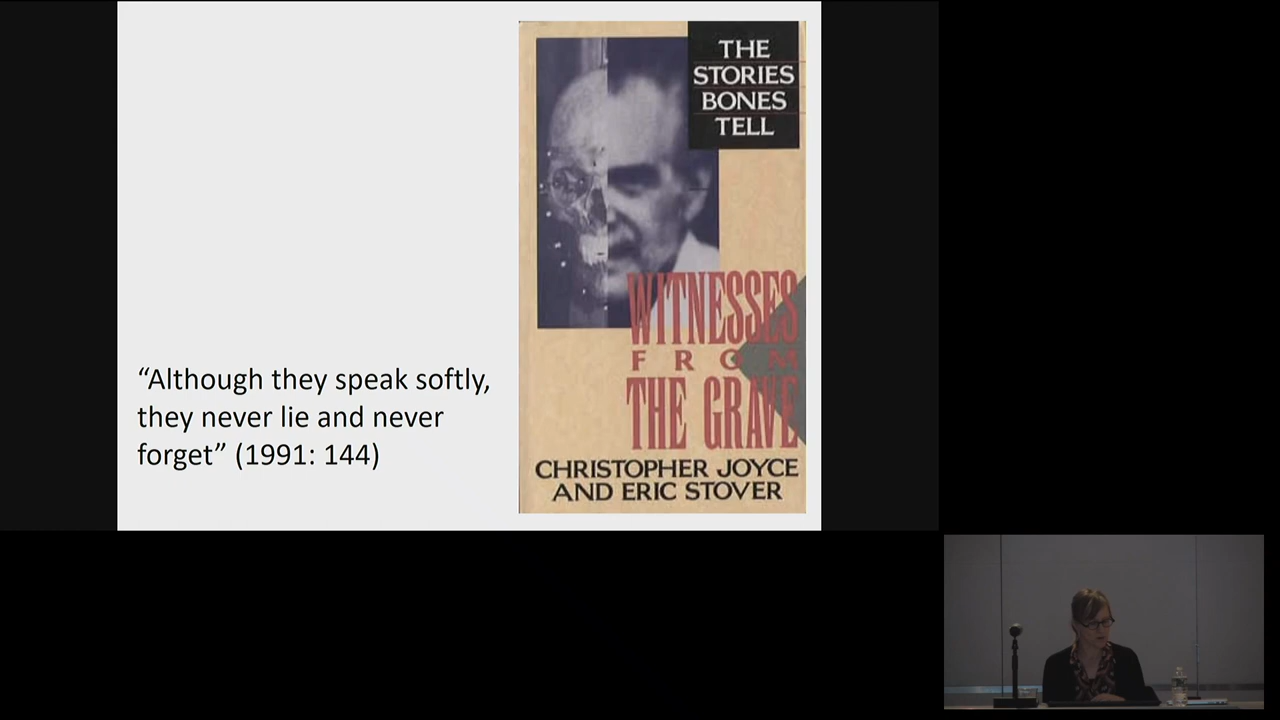 “Although they speak softly,
they never lie and never
forget” (1991: 144)
THE
STORIES
BONES
TELL
WITNESSES
FROM
THE GRAVE
CHRISTOPHER JOYCE
AND ERIC STOVER